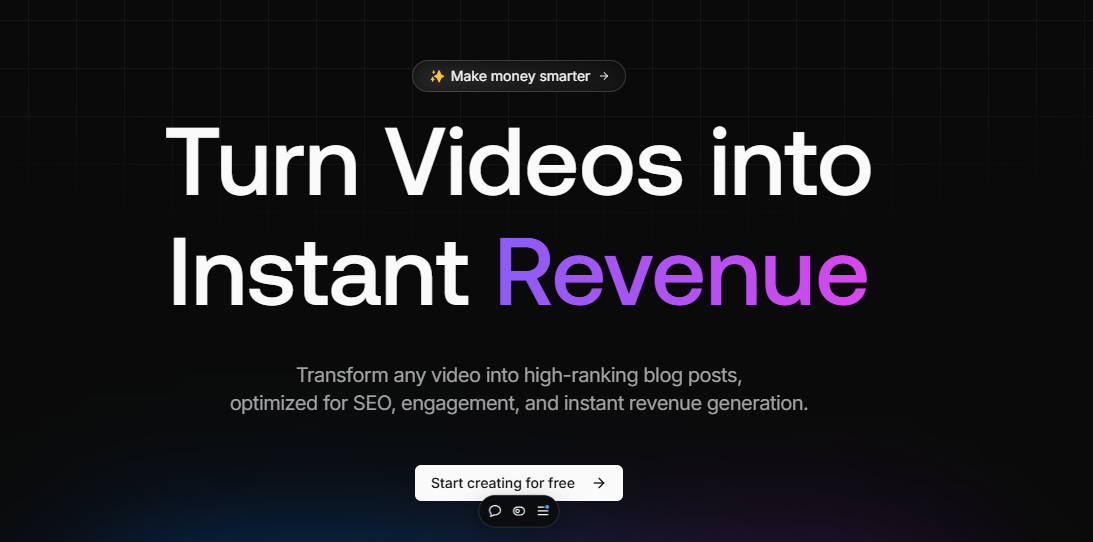 ✨ Make money smarter →
Turn Videos into
Instant Revenue
Transform any video into high-ranking blog posts,
optimized for SEO, engagement, and instant revenue generation.
Start creating for free →